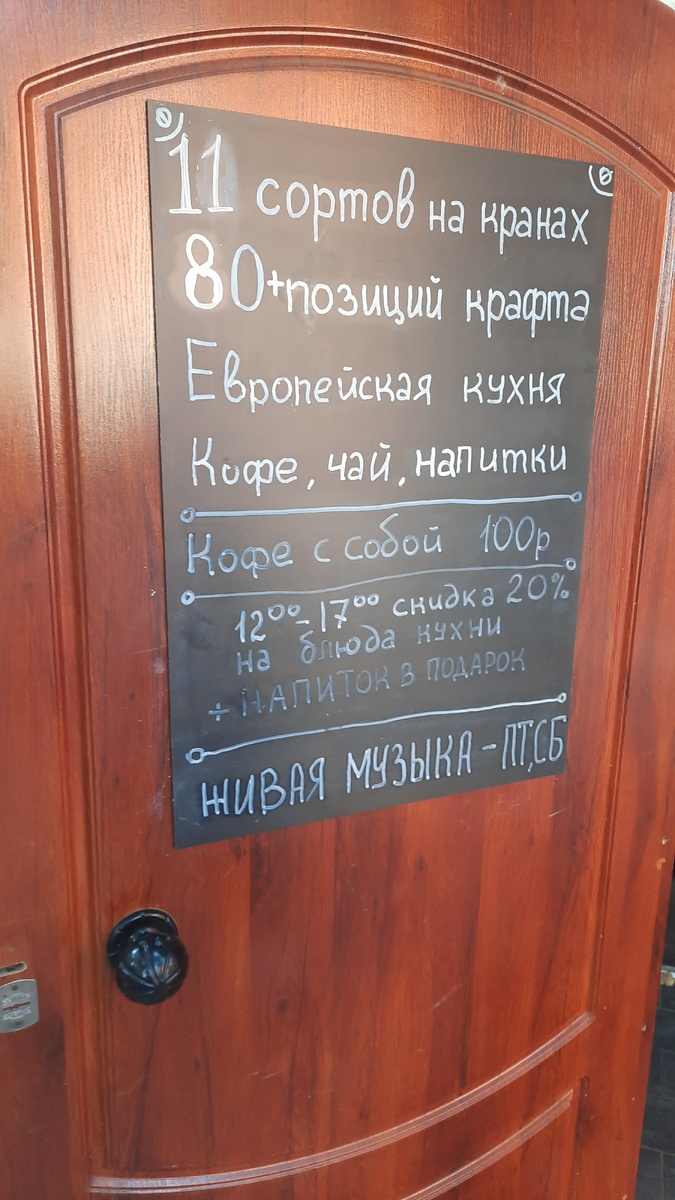 11 сортов на кранах
80+позиций крафта
Европейская кухня
Кофе, чай, напитки
Кофе с собой 100р
12⁰⁰-17⁰⁰ скидка 20%
на блюда кухни
+ НАПИТОК В ПОДАРОК
ЖИВАЯ МУЗЫКА - ПТ,СБ